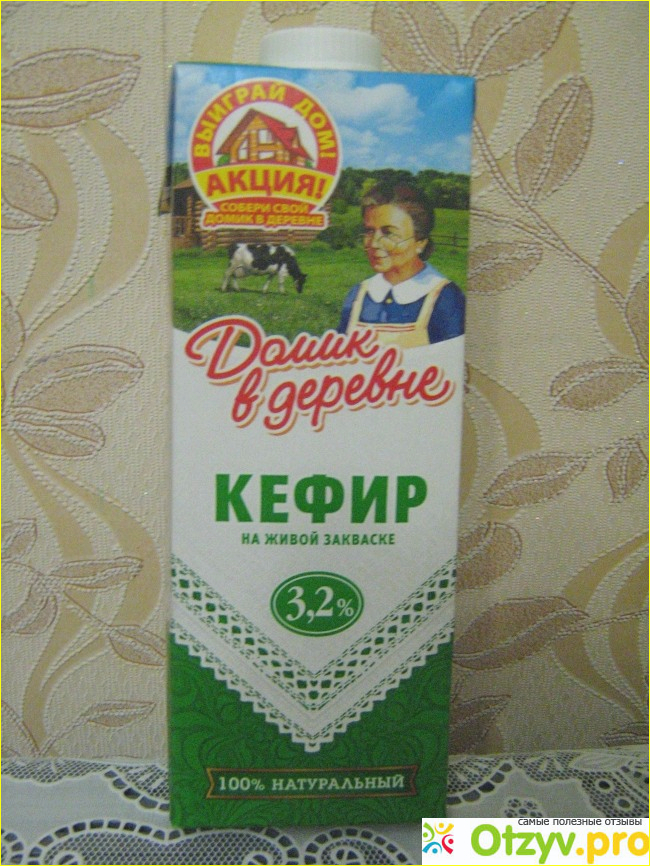 ВЫИГРАЙ ДОМ!
АКЦИЯ!
СОБЕРИ СВОЙ
ДОМИК В ДЕРЕВНЕ
Домик
в деревне
КЕФИР
НА ЖИВОЙ ЗАКВАСКЕ
3,2%
100% НАТУРАЛЬНЫЙ
самые полезные отзывы
Otzyv.pro